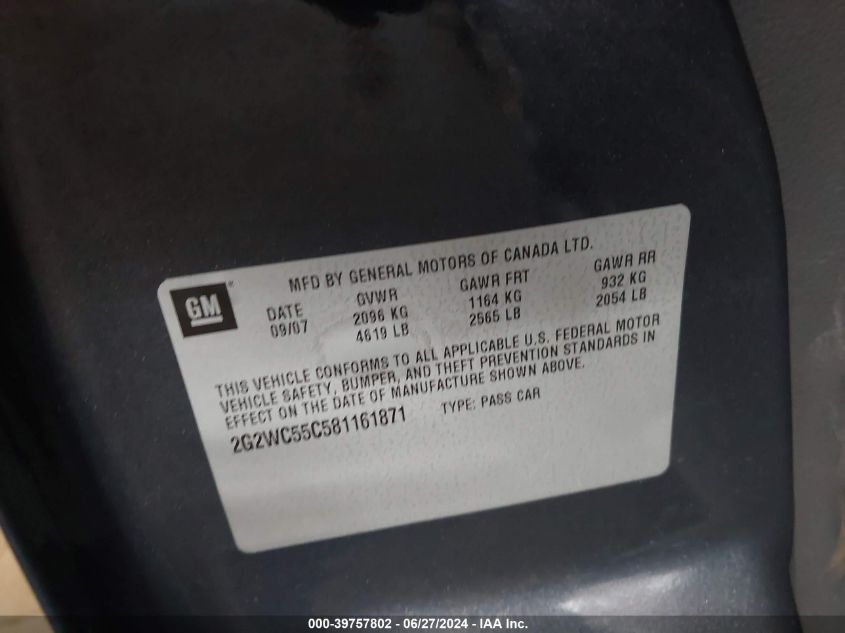 GM®
MFD BY GENERAL MOTORS OF CANADA LTD.
DATE GVWR GAWR FRT GAWR RR
09/07 2096 KG 1164 KG 932 KG
4619 LB 2565 LB 2054 LB
THIS VEHICLE CONFORMS TO ALL APPLICABLE U.S. FEDERAL MOTOR
VEHICLE SAFETY, BUMPER, AND THEFT PREVENTION STANDARDS IN
EFFECT ON THE DATE OF MANUFACTURE SHOWN ABOVE.
2G2WC55C581161871 TYPE: PASS CAR
000-39757802 - 06/27/2024 - IAA Inc.